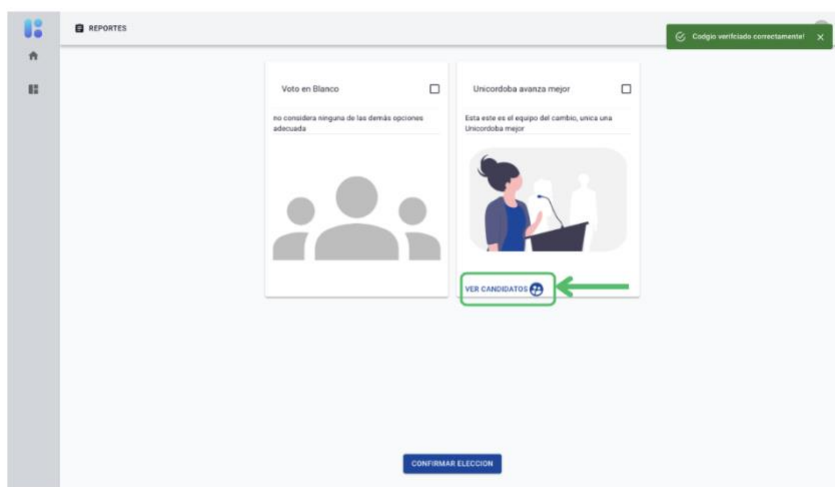 REPORTES
Codgio verifciado correctamente!
Voto en Blanco
no considera ninguna de las demás opciones
adecuada
Unicordoba avanza mejor
Esta este es el equipo del cambio, unica una
Unicordoba mejor
VER CANDIDATOS
CONFIRMAR ELECCION